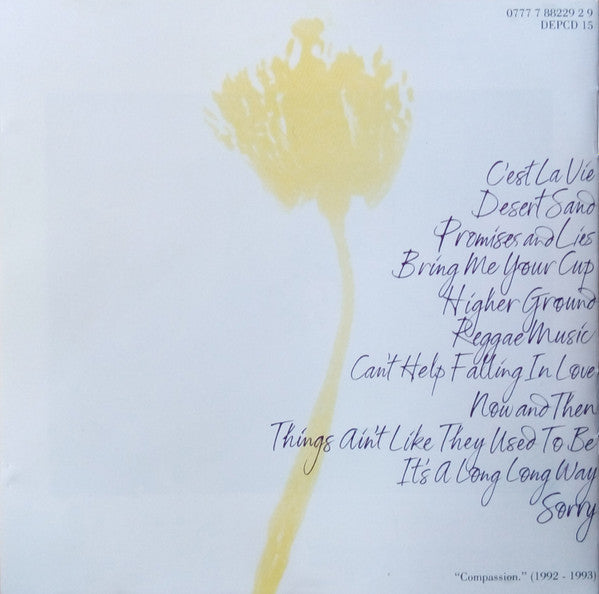 0777 7 88229 2 9
DEPCD 15
C'est La Vie
Desert Sand
Promises and Lies
Bring Me Your Cup
Higher Ground
Reggae Music
Can't Help Falling In Love
Now and Then
Things Ain't Like They Used To Be
It's A Long Long Way
Sorry
"Compassion." (1992 - 1993)